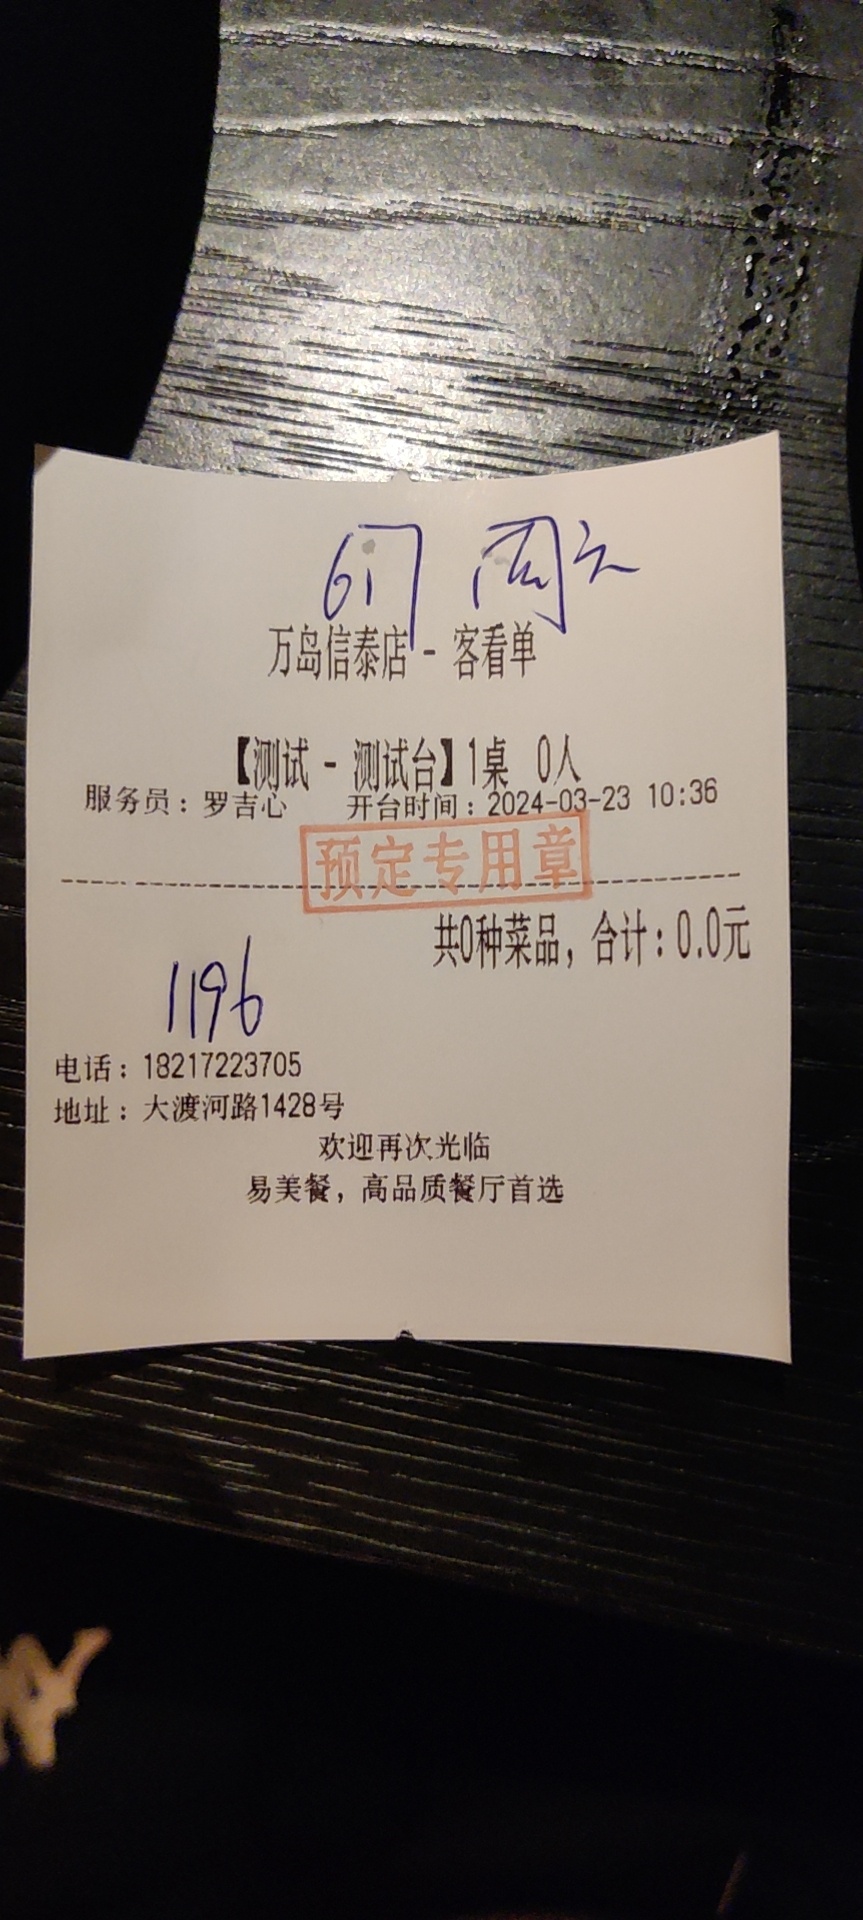 万岛信泰店 - 客看单
【测试 - 测试台】1桌 0人
服务员：罗吉心 开台时间：2024-03-23 10:36
预定专用章
共0种菜品，合计：0.0元
1196
电话：18217223705
地址：大渡河路1428号
欢迎再次光临
易美餐，高品质餐厅首选